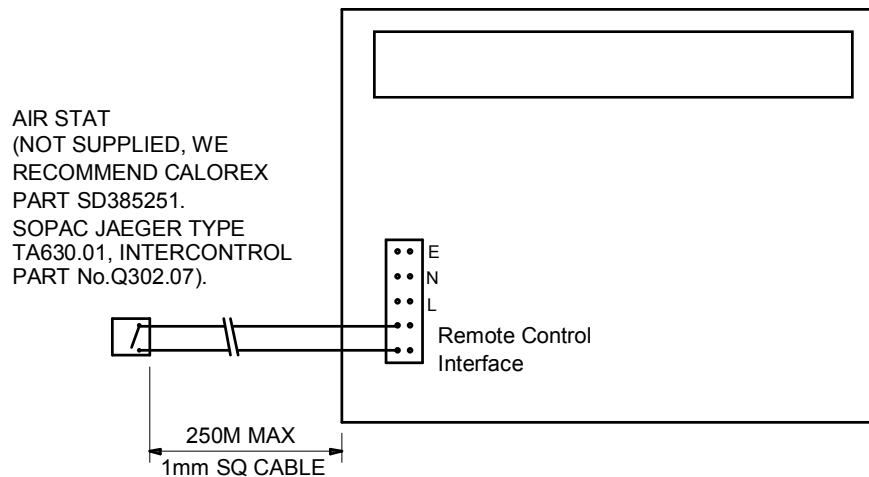 AIR STAT
(NOT SUPPLIED, WE
RECOMMEND CALOREX
PART SD385251.
SOPAC JAEGER TYPE
TA630.01, INTERCONTROL
PART No.Q302.07).
E
N
L
Remote Control
Interface
250M MAX
1mm SQ CABLE